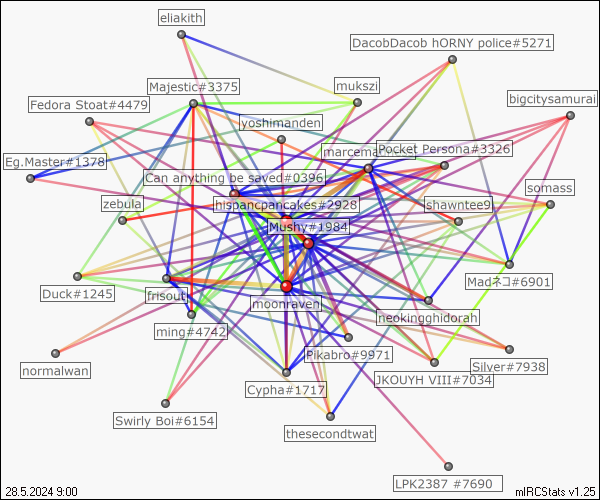 eliakith
DacobDacob hORNY police#5271
Majestic#3375
mukszi
Fedora Stoat#4479
bigcitysamurai
yoshimanden
Pocket Persona#3326
Eg.Master#1378
Can anything be saved#0396
somass
zebula
hispancpancakes#2928
shawntee9
Mushy#1984
Madネコ#6901
Duck#1245
frisout
moonraven
neokingghidorah
ming#4742
Pikabro#9971
normalwan
Silver#7938
JKOUYH VIII#7034
Cypha#1717
Swirly Boi#6154
thesecondtwat
LPK2387 #7690
28.5.2024 9:00
mIRCStats v1.25